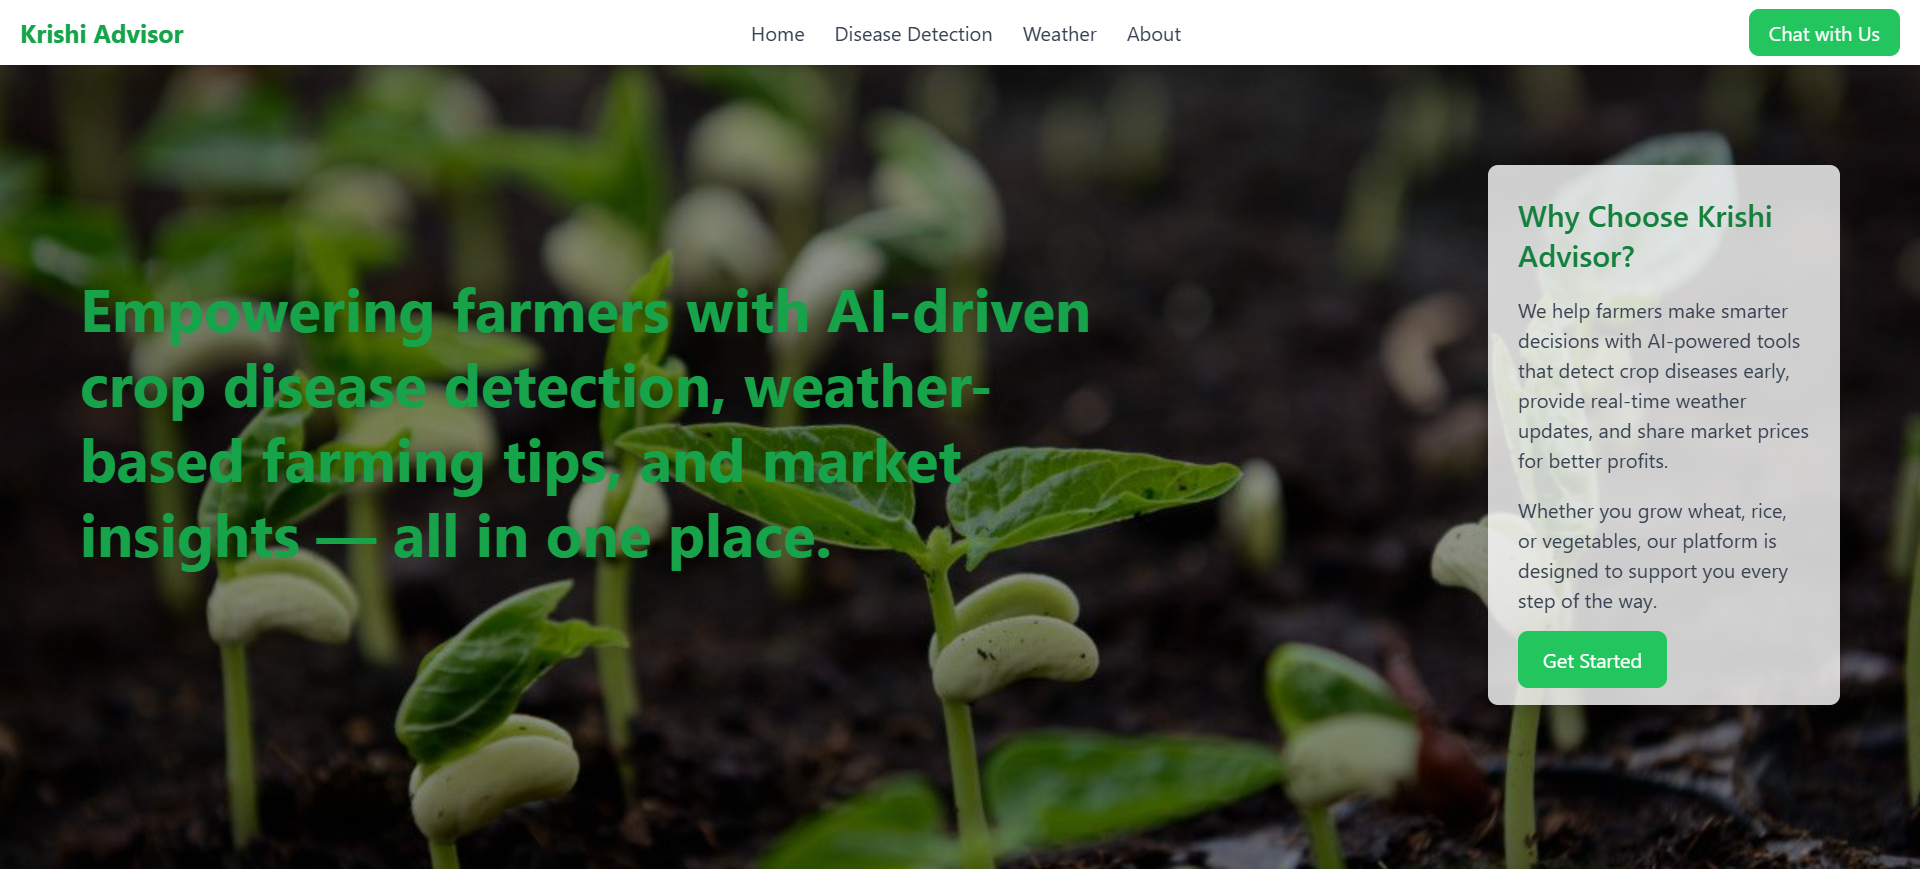 Krishi Advisor
Home Disease Detection Weather About
Chat with Us
Empowering farmers with AI-driven
crop disease detection, weather-
based farming tips, and market
insights — all in one place.
Why Choose Krishi
Advisor?
We help farmers make smarter
decisions with AI-powered tools
that detect crop diseases early,
provide real-time weather
updates, and share market prices
for better profits.
Whether you grow wheat, rice,
or vegetables, our platform is
designed to support you every
step of the way.
Get Started